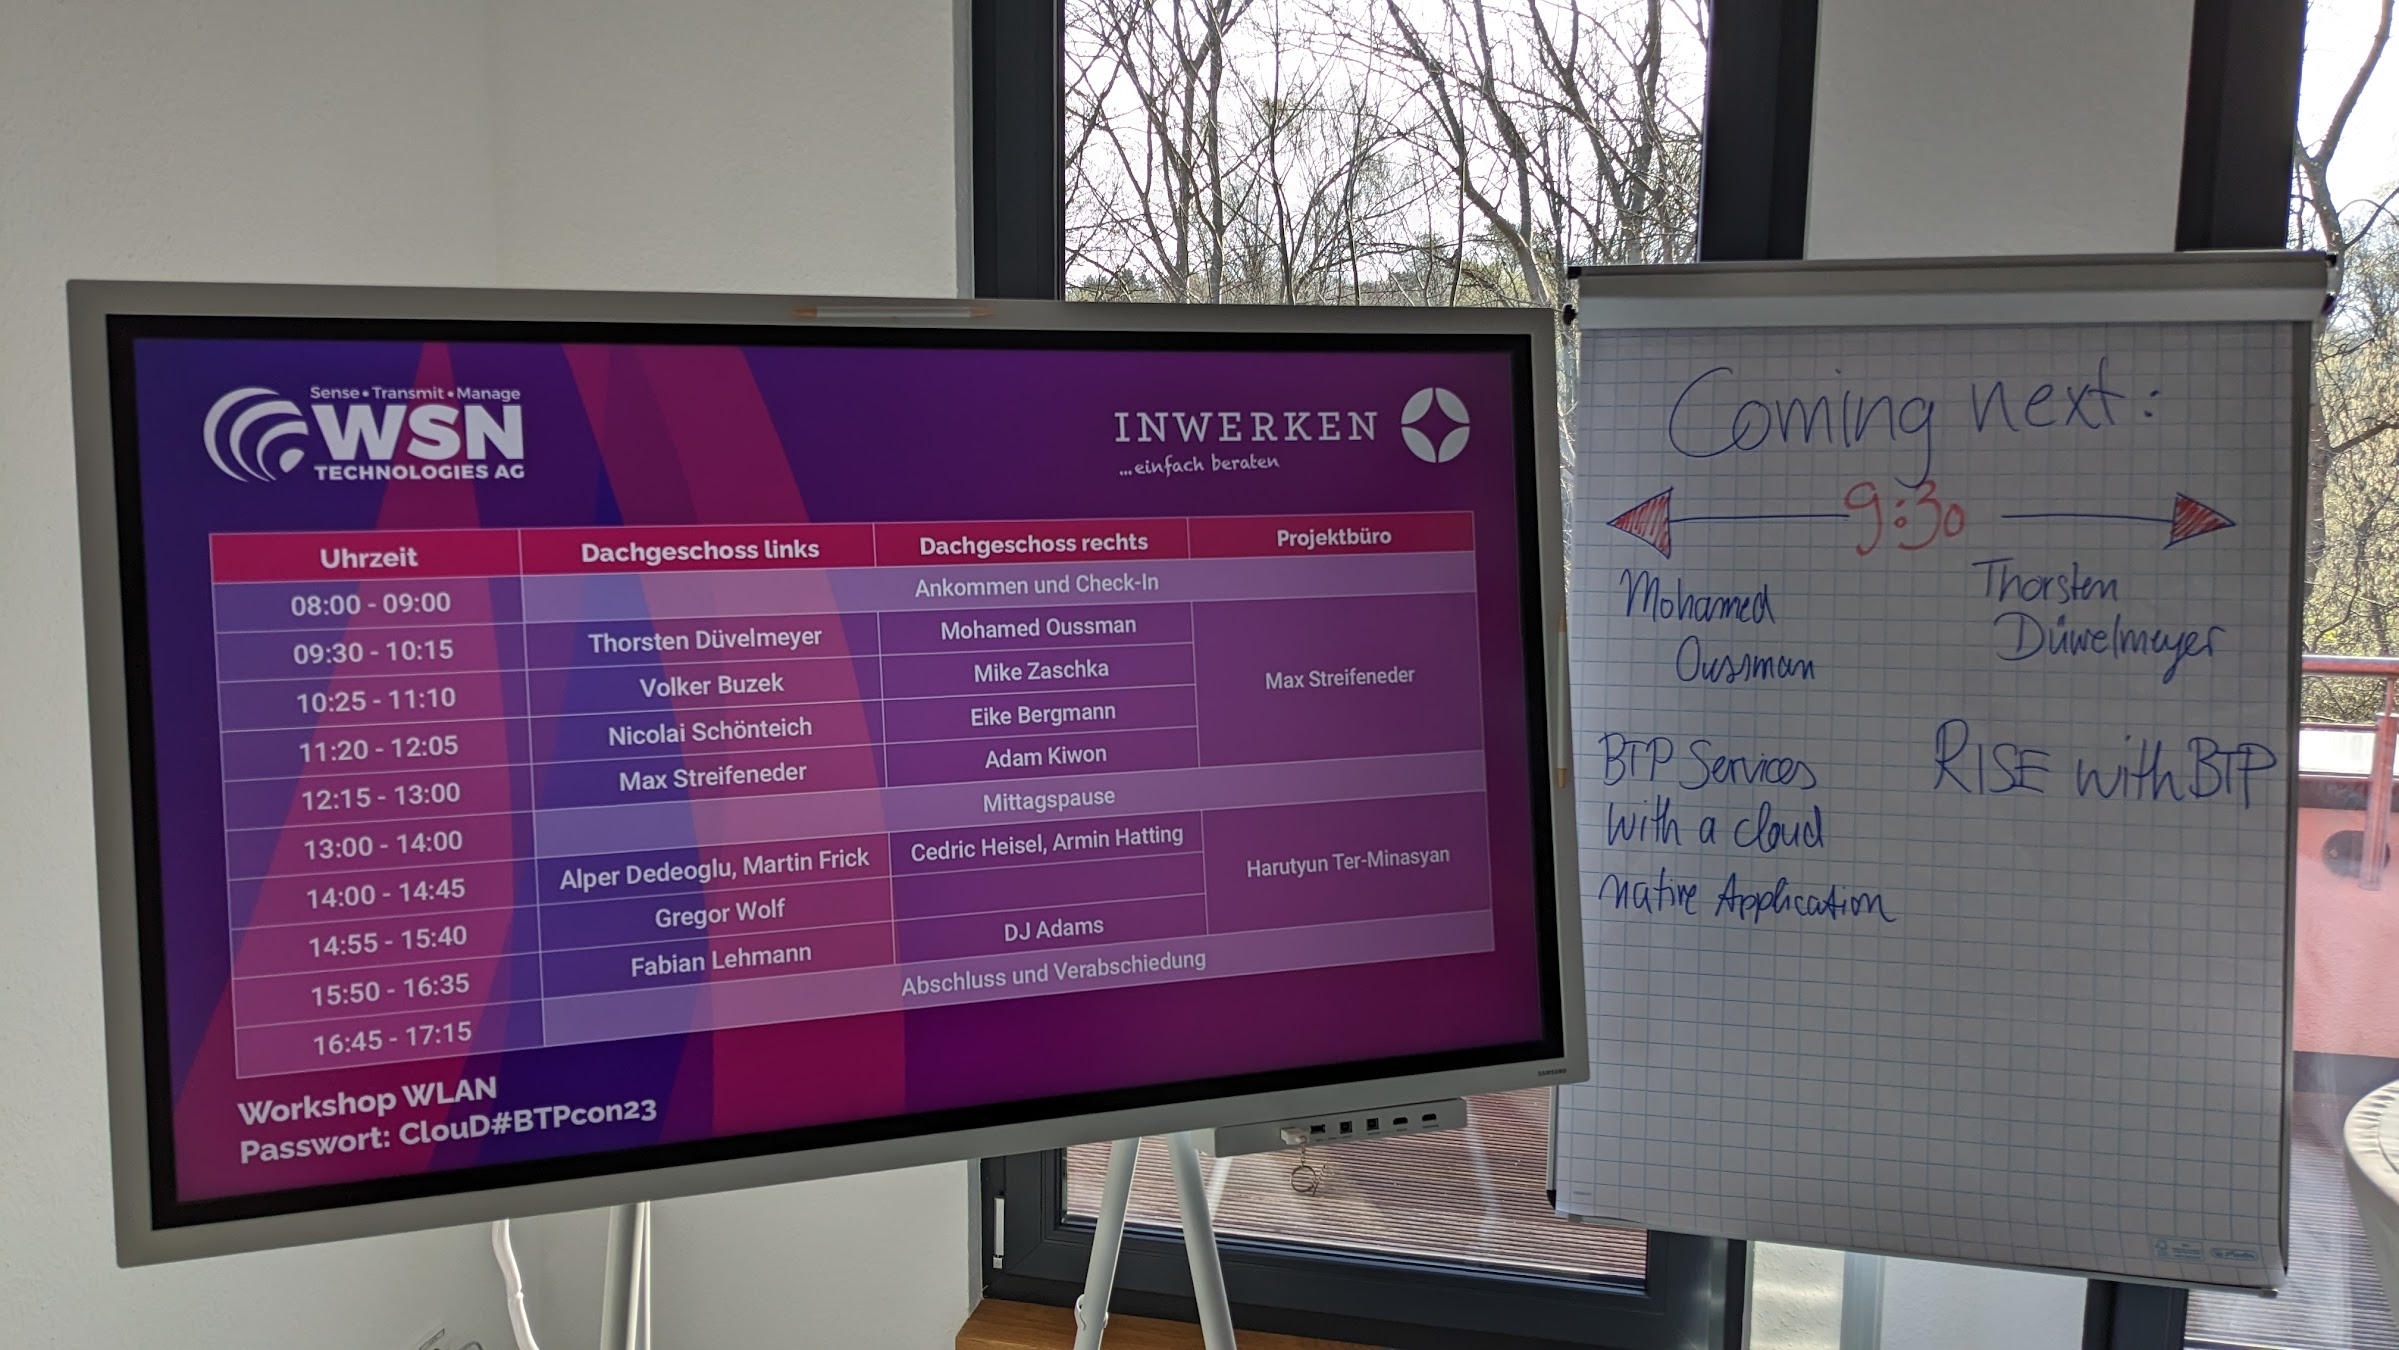 Sense • Transmit • Manage
WSN
TECHNOLOGIES AG
INWERKEN
...einfach beraten
Uhrzeit Dachgeschoss links Dachgeschoss rechts Projektbüro
08:00 - 09:00 Ankommen und Check-In
09:30 - 10:15 Thorsten Düvelmeyer Mohamed Oussman Max Streifeneder
10:25 - 11:10 Volker Buzek Mike Zaschka
11:20 - 12:05 Nicolai Schönteich Eike Bergmann
12:15 - 13:00 Max Streifeneder Adam Kiwon
13:00 - 14:00 Mittagspause
14:00 - 14:45 Alper Dedeoglu, Martin Frick Cedric Heisel, Armin Hatting Harutyun Ter-Minasyan
14:55 - 15:40 Gregor Wolf
15:50 - 16:35 Fabian Lehmann DJ Adams
16:45 - 17:15 Abschluss und Verabschiedung
Workshop WLAN
Passwort: ClouD#BTPcon23
SAMSUNG
Coming next:
9:30
Mohamed
Oussman
BTP Services
with a cloud
native Application
Thorsten
Düwelmeyer
RISE with BTP